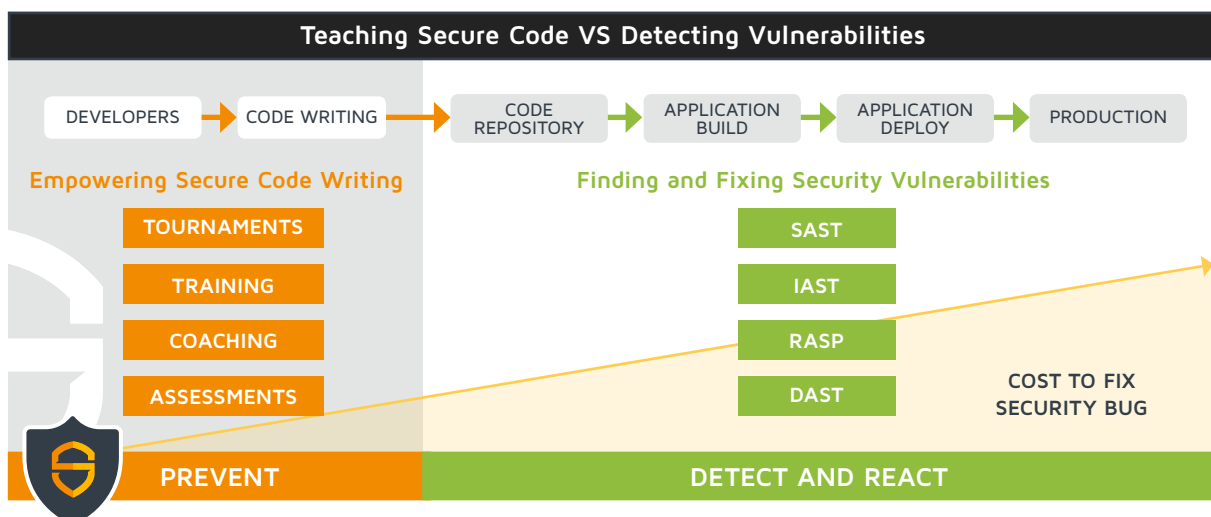 Teaching Secure Code VS Detecting Vulnerabilities
DEVELOPERS
CODE WRITING
CODE
REPOSITORY
APPLICATION
BUILD
APPLICATION
DEPLOY
PRODUCTION
Empowering Secure Code Writing
Finding and Fixing Security Vulnerabilities
TOURNAMENTS
TRAINING
COACHING
ASSESSMENTS
SAST
IAST
RASP
DAST
COST TO FIX
SECURITY BUG
PREVENT
DETECT AND REACT